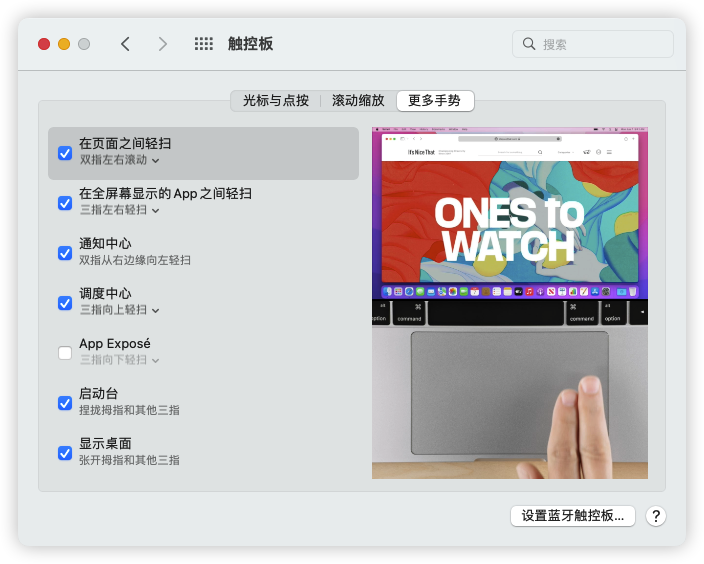 触控板
搜索
光标与点按
滚动缩放
更多手势
在页面之间轻扫
双指左右滚动
在全屏幕显示的 App 之间轻扫
三指左右轻扫
通知中心
双指从右边缘向左轻扫
调度中心
三指向上轻扫
App Exposé
三指向下轻扫
启动台
捏拢拇指和其他三指
显示桌面
张开拇指和其他三指
It's Nice That
ONES to
WATCH
option
command
command
option
设置蓝牙触控板...
?